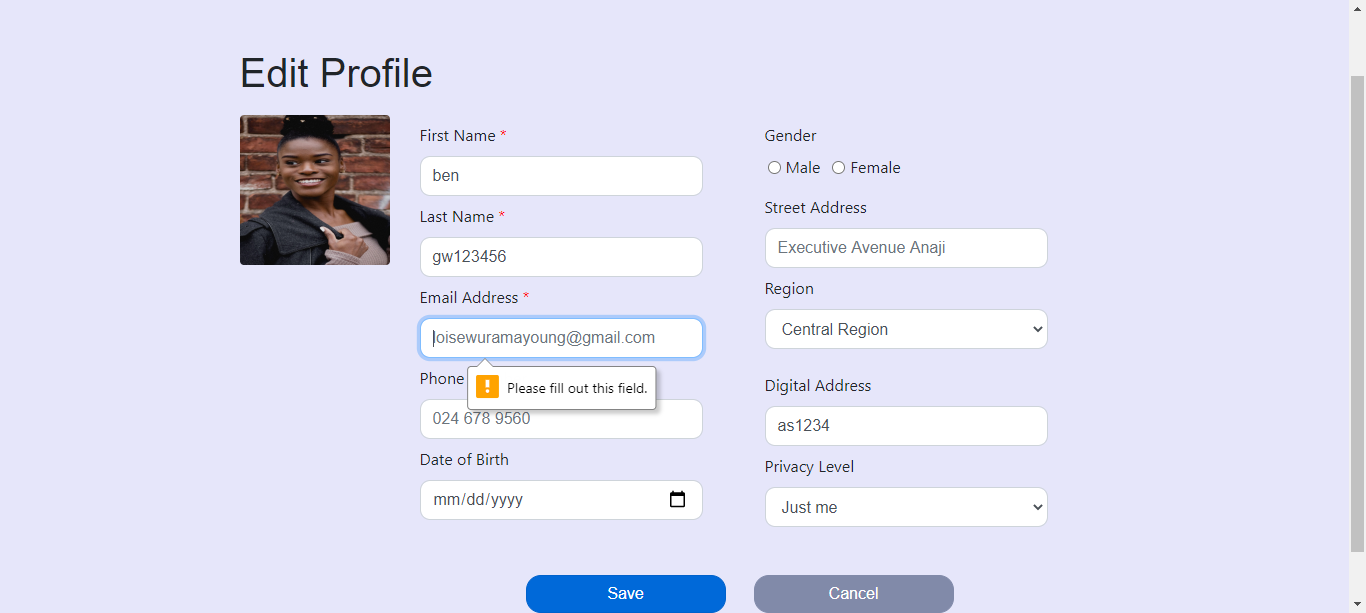 Edit Profile
First Name *
ben
Last Name *
gw123456
Email Address *
loisewuramayoung@gmail.com
Please fill out this field.
Phone
024 678 9560
Date of Birth
mm/dd/yyyy
Gender
Male Female
Street Address
Executive Avenue Anaji
Region
Central Region
Digital Address
as1234
Privacy Level
Just me
Save Cancel